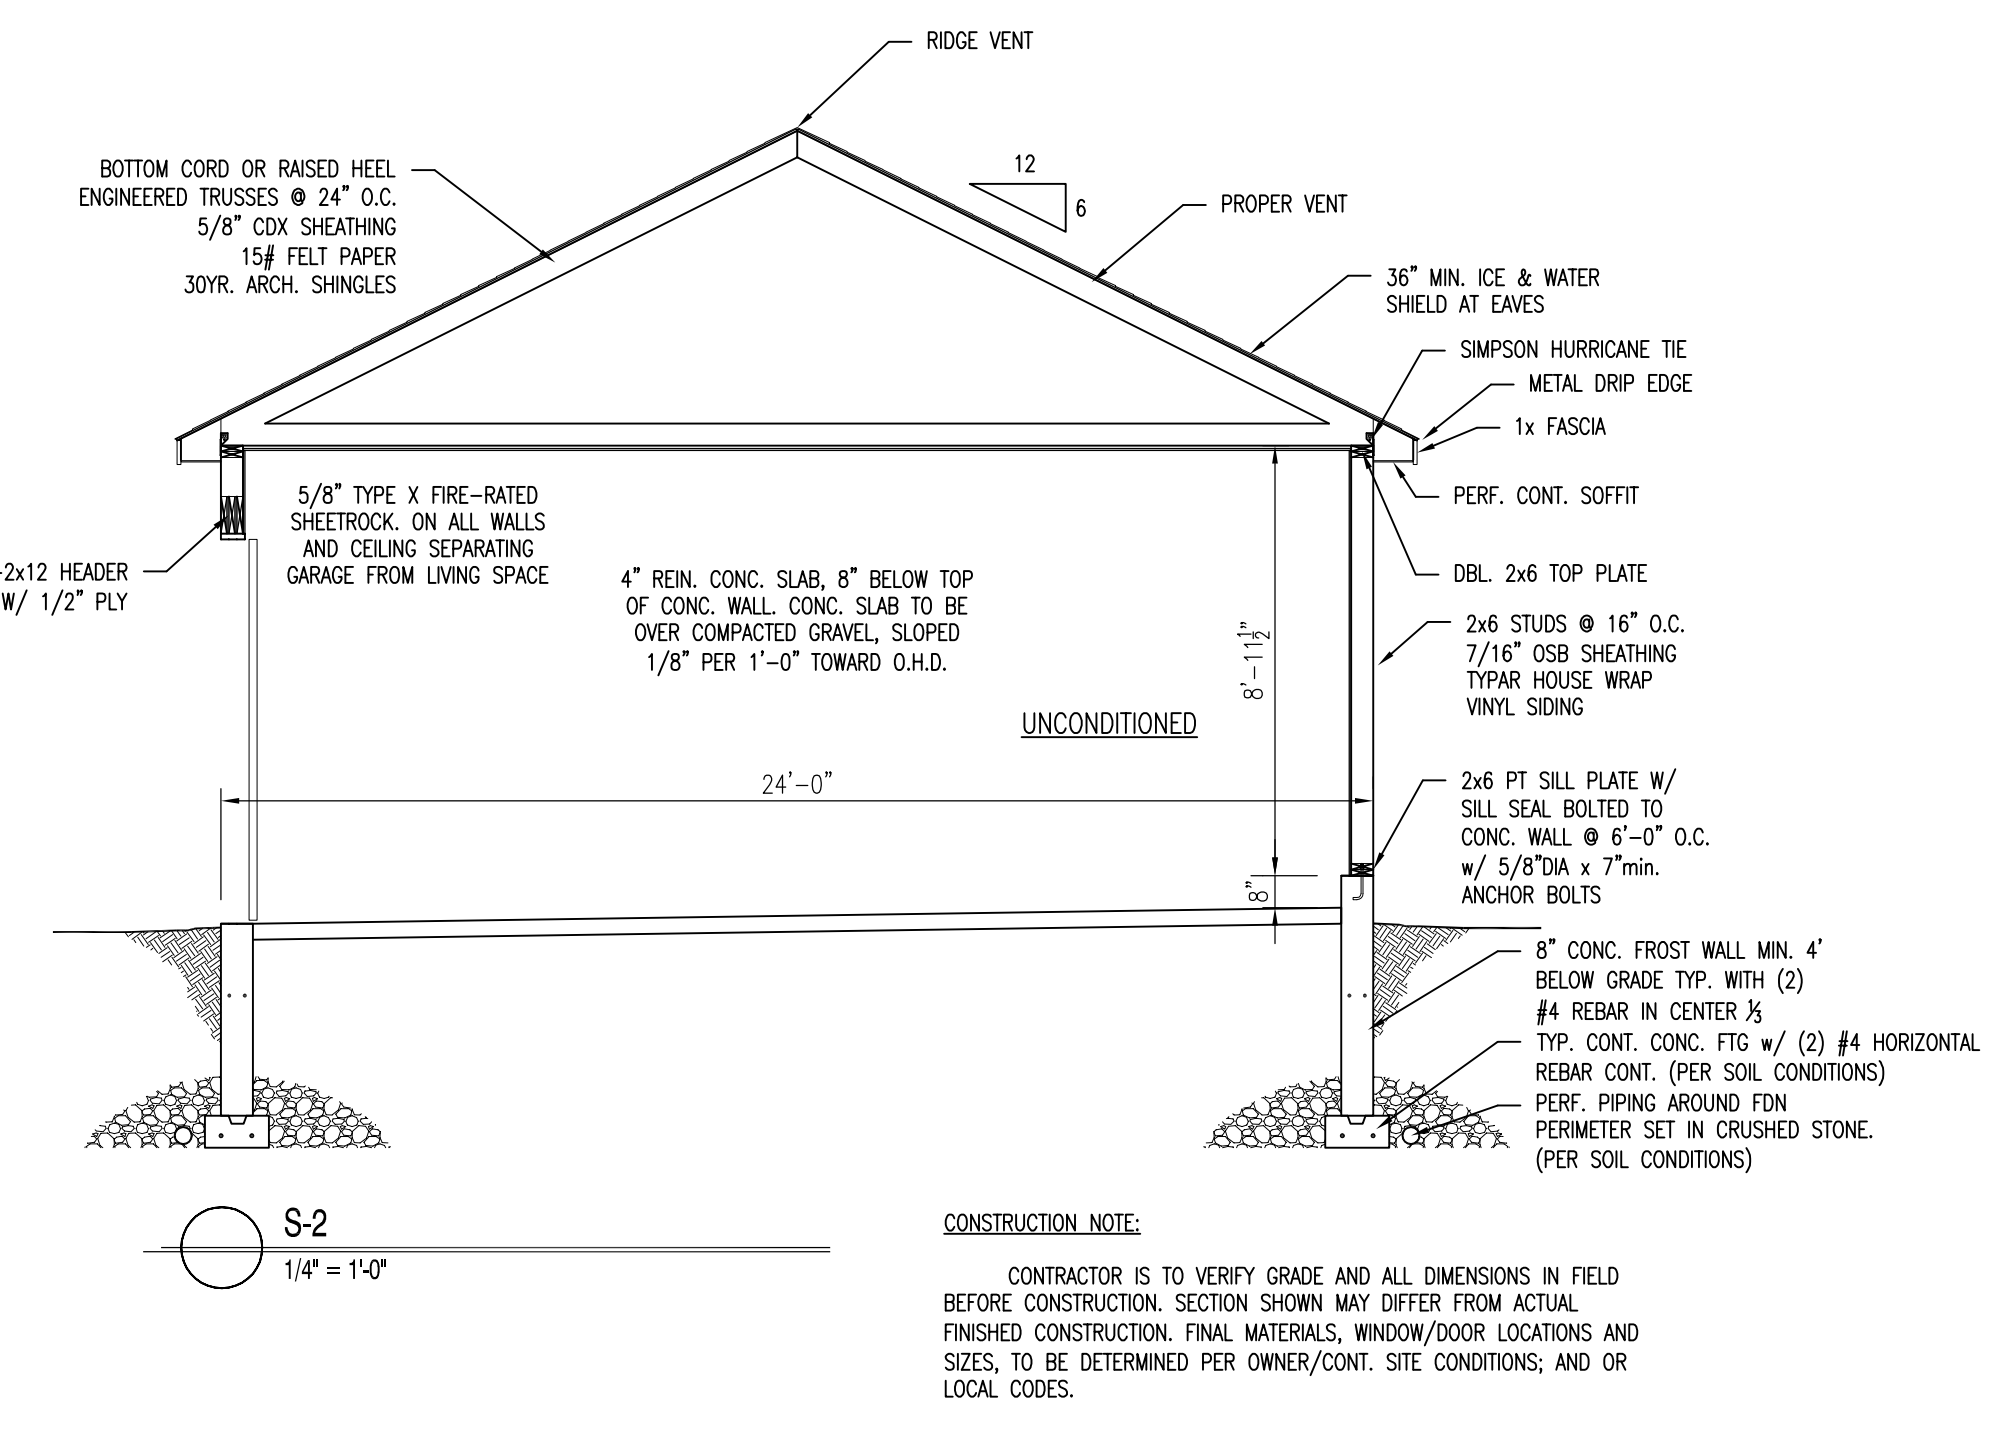 RIDGE VENT
BOTTOM CORD OR RAISED HEEL
ENGINEERED TRUSSES @ 24" O.C.
5/8" CDX SHEATHING
15# FELT PAPER
30YR. ARCH. SHINGLES
12
6
PROPER VENT
36" MIN. ICE & WATER
SHIELD AT EAVES
SIMPSON HURRICANE TIE
METAL DRIP EDGE
1x FASCIA
PERF. CONT. SOFFIT
DBL. 2x6 TOP PLATE
5/8" TYPE X FIRE-RATED
SHEETROCK. ON ALL WALLS
AND CEILING SEPARATING
GARAGE FROM LIVING SPACE
-2x12 HEADER
W/ 1/2" PLY
4" REIN. CONC. SLAB, 8" BELOW TOP
OF CONC. WALL. CONC. SLAB TO BE
OVER COMPACTED GRAVEL, SLOPED
1/8" PER 1'-0" TOWARD O.H.D.
8'-11 1/2"
2x6 STUDS @ 16" O.C.
7/16" OSB SHEATHING
TYPAR HOUSE WRAP
VINYL SIDING
UNCONDITIONED
24'-0"
2x6 PT SILL PLATE W/
SILL SEAL BOLTED TO
CONC. WALL @ 6'-0" O.C.
w/ 5/8"DIA x 7"min.
ANCHOR BOLTS
8"
8" CONC. FROST WALL MIN. 4'
BELOW GRADE TYP. WITH (2)
#4 REBAR IN CENTER ⅓
TYP. CONT. CONC. FTG w/ (2) #4 HORIZONTAL
REBAR CONT. (PER SOIL CONDITIONS)
PERF. PIPING AROUND FDN
PERIMETER SET IN CRUSHED STONE.
(PER SOIL CONDITIONS)
S-2
1/4" = 1'-0"
CONSTRUCTION NOTE:
CONTRACTOR IS TO VERIFY GRADE AND ALL DIMENSIONS IN FIELD
BEFORE CONSTRUCTION. SECTION SHOWN MAY DIFFER FROM ACTUAL
FINISHED CONSTRUCTION. FINAL MATERIALS, WINDOW/DOOR LOCATIONS AND
SIZES, TO BE DETERMINED PER OWNER/CONT. SITE CONDITIONS; AND OR
LOCAL CODES.